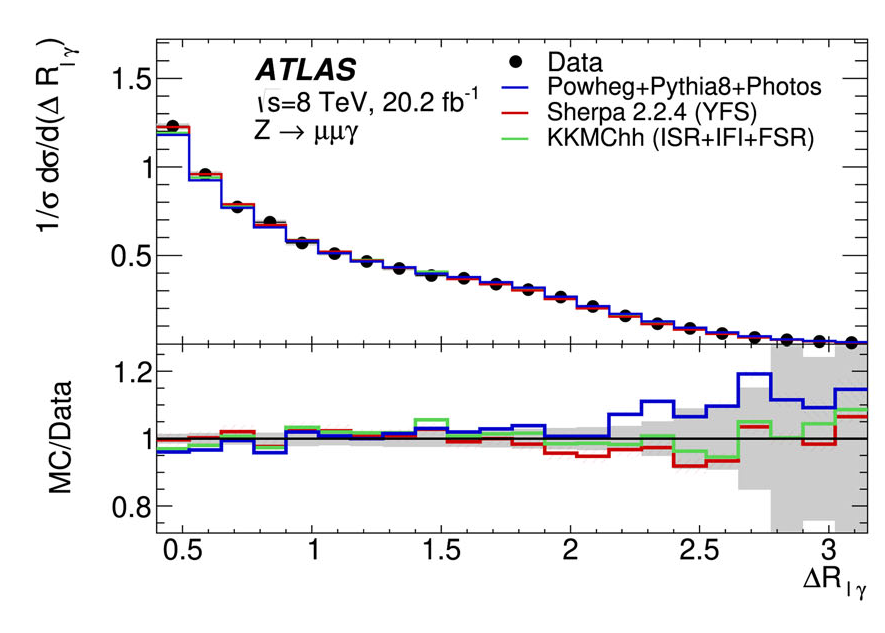 ATLAS
√s=8 TeV, 20.2 fb⁻¹
Z → μμγ
Data
Powheg+Pythia8+Photos
Sherpa 2.2.4 (YFS)
KKMChh (ISR+IFI+FSR)
1/σ dσ/d(Δ R_lγ)
1.5
1
0.5
MC/Data
1.2
1
0.8
0.5
1
1.5
2
2.5
3
ΔR_lγ